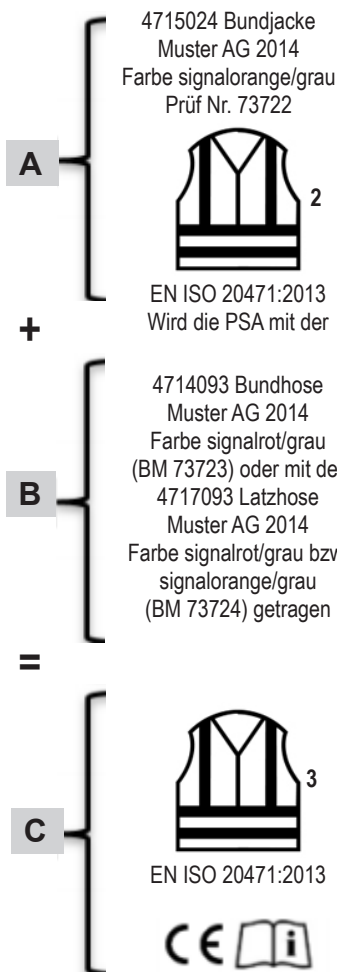 4715024 Bundjacke
Muster AG 2014
Farbe signalorange/grau
Prüf Nr. 73722
A
2
EN ISO 20471:2013
+
Wird die PSA mit der
4714093 Bundhose
Muster AG 2014
Farbe signalrot/grau
(BM 73723) oder mit de
B
4717093 Latzhose
Muster AG 2014
Farbe signalrot/grau bzw
signalorange/grau
(BM 73724) getragen
=
3
C
EN ISO 20471:2013
CE i